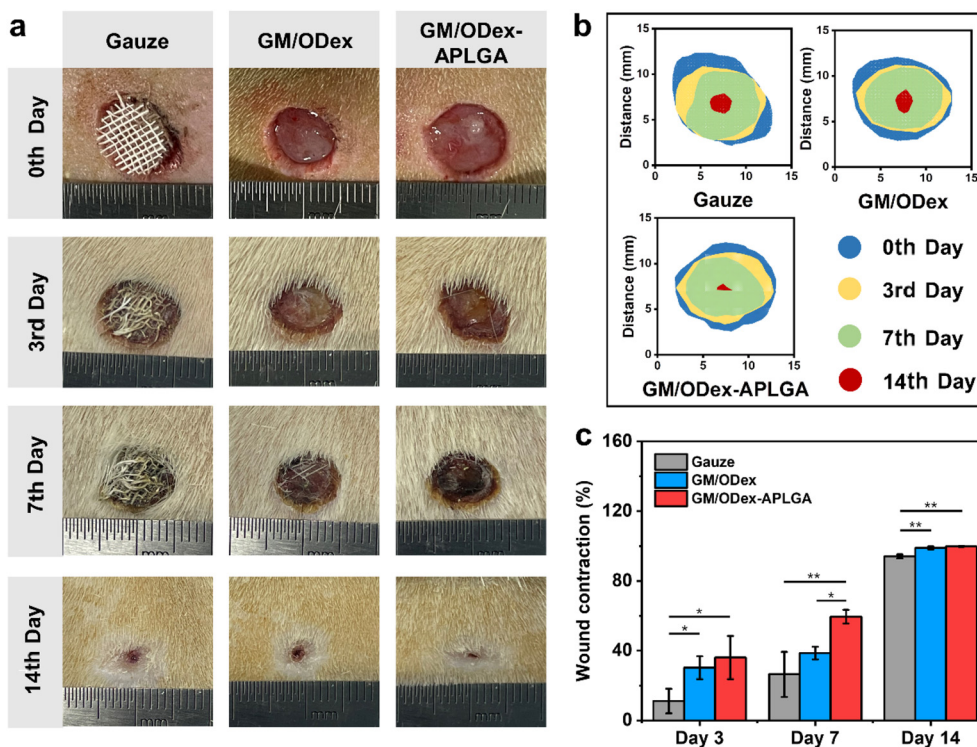 a
Gauze
GM/ODex
GM/ODex-
APLGA
0th Day
3rd Day
7th Day
14th Day
mm
mm
mm
mm
b
Distance (mm)
15
10
5
0
0
5
10
15
Gauze
Distance (mm)
15
10
5
0
0
5
10
15
GM/ODex
Distance (mm)
15
10
5
0
0
5
10
15
GM/ODex-APLGA
0th Day
3rd Day
7th Day
14th Day
c
Wound contraction (%)
160
120
80
40
0
Gauze
GM/ODex
GM/ODex-APLGA
*
*
**
*
**
**
Day 3
Day 7
Day 14